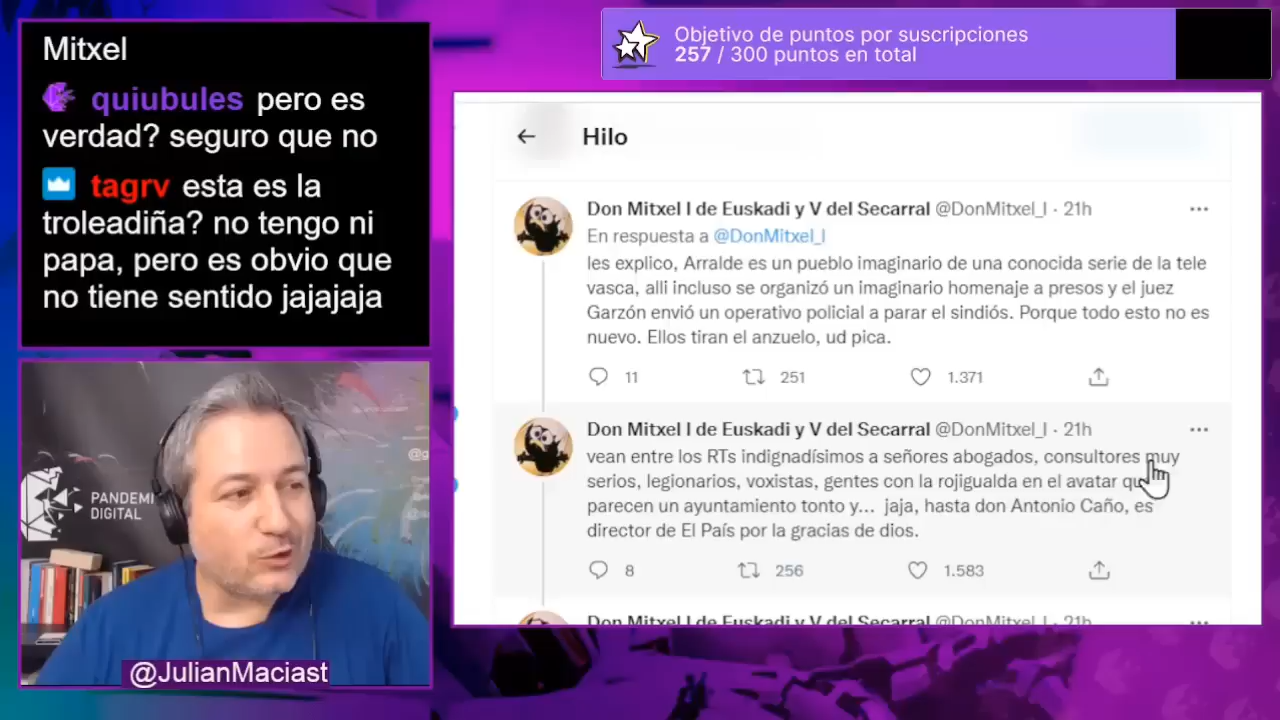 Mitxel
quiubules pero es
verdad? seguro que no
tagrv esta es la
troleadiña? no tengo ni
papa, pero es obvio que
no tiene sentido jajajaja
Objetivo de puntos por suscripciones
257 / 300 puntos en total
Hilo
Don Mitxel I de Euskadi y V del Secarral @DonMitxel_I · 21h
En respuesta a @DonMitxel_I
les explico, Arralde es un pueblo imaginario de una conocida serie de la tele
vasca, alli incluso se organizó un imaginario homenaje a presos y el juez
Garzón envió un operativo policial a parar el sindiós. Porque todo esto no es
nuevo. Ellos tiran el anzuelo, ud pica.
11 251 1.371
Don Mitxel I de Euskadi y V del Secarral @DonMitxel_I · 21h
vean entre los RTs indignadísimos a señores abogados, consultores muy
serios, legionarios, voxistas, gentes con la rojigualda en el avatar que
parecen un ayuntamiento tonto y... jaja, hasta don Antonio Caño, es
director de El País por la gracias de dios.
8 256 1.583
Don Mitxel I de Euskadi y V del Secarral @DonMitxel_I · 21h
PANDEMI
DIGITAL
@JulianMaciast